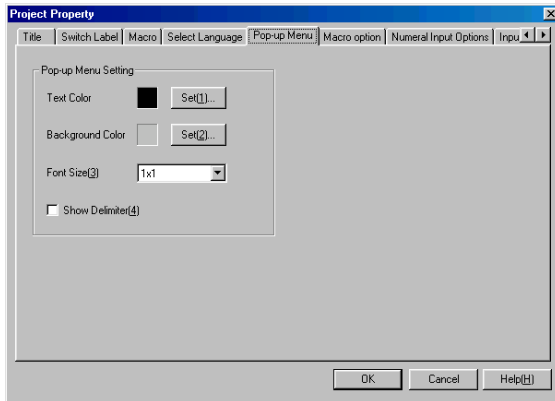 Project Property
Title Switch Label Macro Select Language Pop-up Menu Macro option Numeral Input Options Inpu
Pop-up Menu Setting
Text Color Set(1)...
Background Color Set(2)...
Font Size(3) 1x1
Show Delimiter(4)
OK Cancel Help(H)